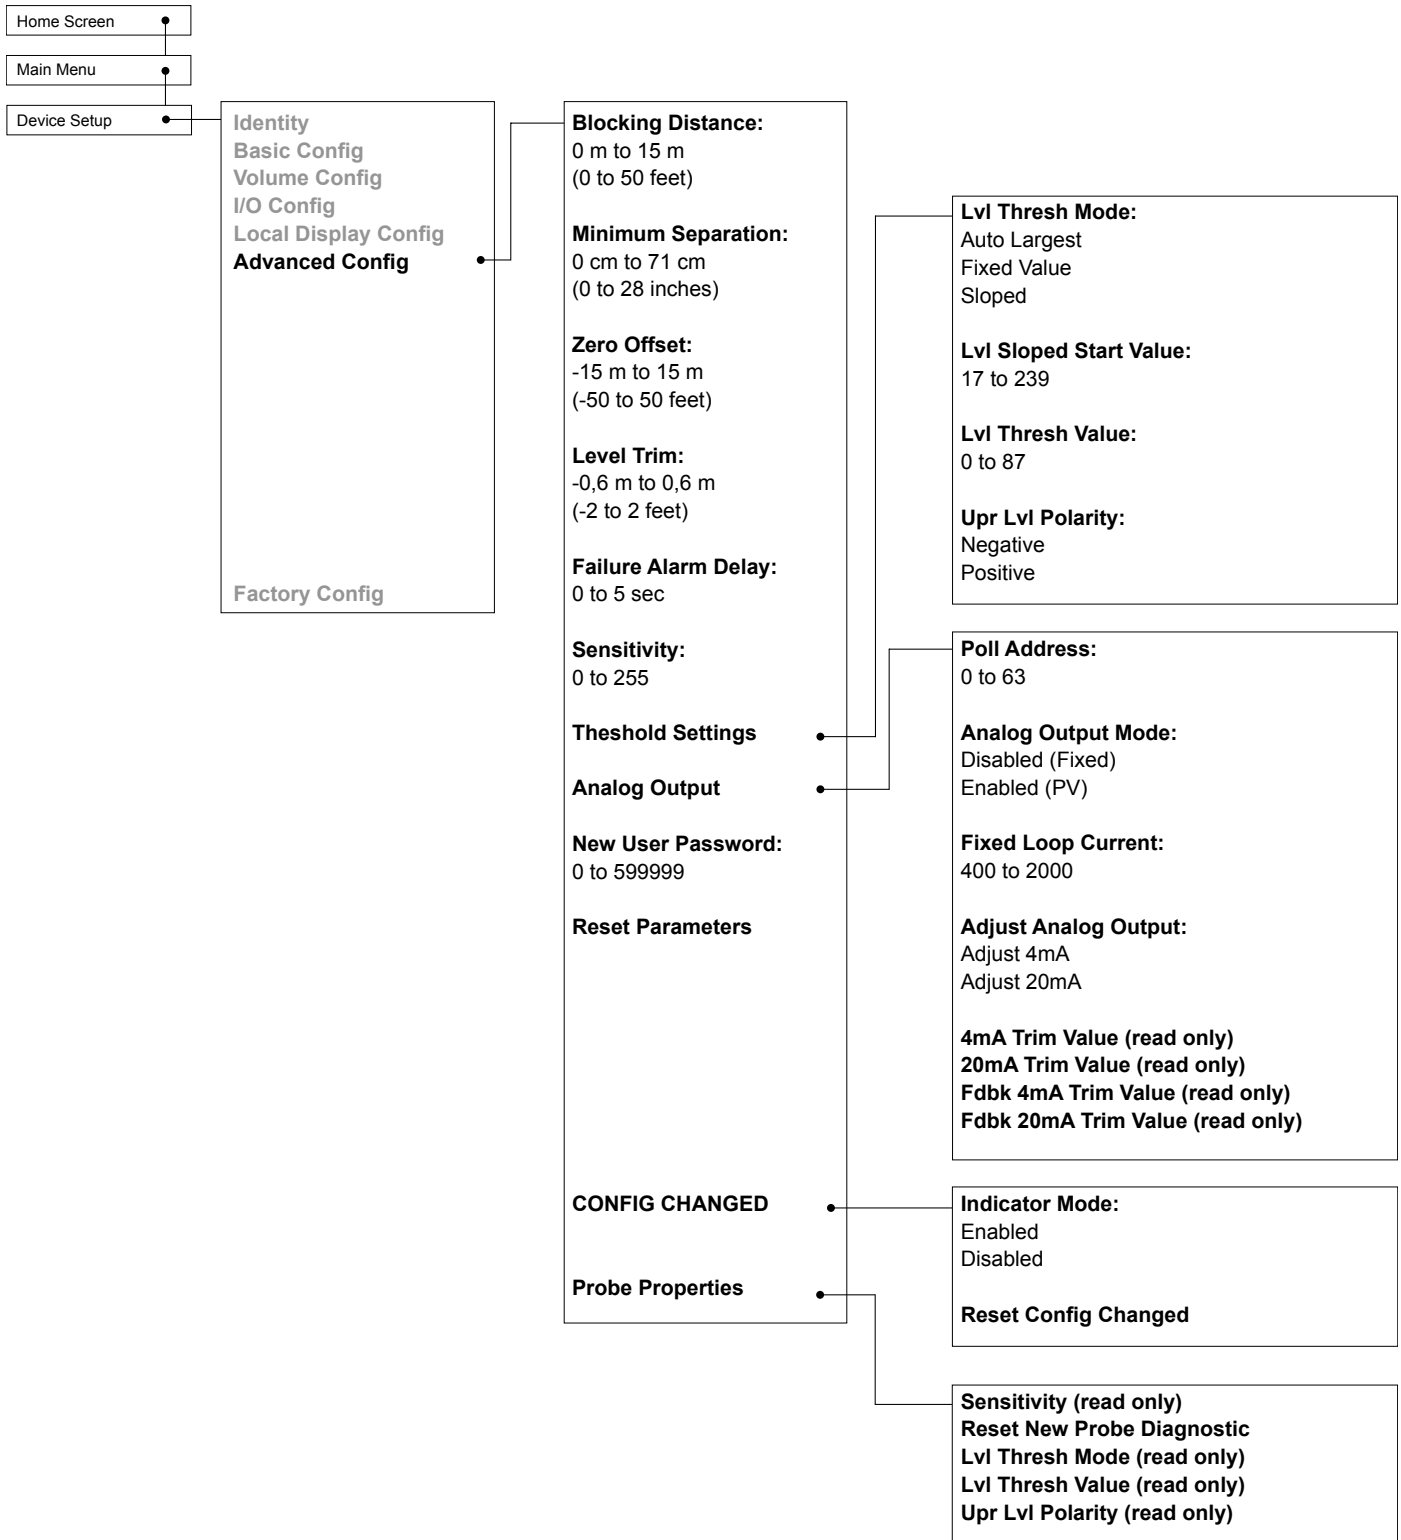 Home Screen
Main Menu
Device Setup
Identity
Basic Config
Volume Config
I/O Config
Local Display Config
Advanced Config
Factory Config
Blocking Distance:
0 m to 15 m
(0 to 50 feet)
Minimum Separation:
0 cm to 71 cm
(0 to 28 inches)
Zero Offset:
-15 m to 15 m
(-50 to 50 feet)
Level Trim:
-0,6 m to 0,6 m
(-2 to 2 feet)
Failure Alarm Delay:
0 to 5 sec
Sensitivity:
0 to 255
Theshold Settings
Analog Output
New User Password:
0 to 599999
Reset Parameters
CONFIG CHANGED
Probe Properties
Lvl Thresh Mode:
Auto Largest
Fixed Value
Sloped
Lvl Sloped Start Value:
17 to 239
Lvl Thresh Value:
0 to 87
Upr Lvl Polarity:
Negative
Positive
Poll Address:
0 to 63
Analog Output Mode:
Disabled (Fixed)
Enabled (PV)
Fixed Loop Current:
400 to 2000
Adjust Analog Output:
Adjust 4mA
Adjust 20mA
4mA Trim Value (read only)
20mA Trim Value (read only)
Fdbk 4mA Trim Value (read only)
Fdbk 20mA Trim Value (read only)
Indicator Mode:
Enabled
Disabled
Reset Config Changed
Sensitivity (read only)
Reset New Probe Diagnostic
Lvl Thresh Mode (read only)
Lvl Thresh Value (read only)
Upr Lvl Polarity (read only)